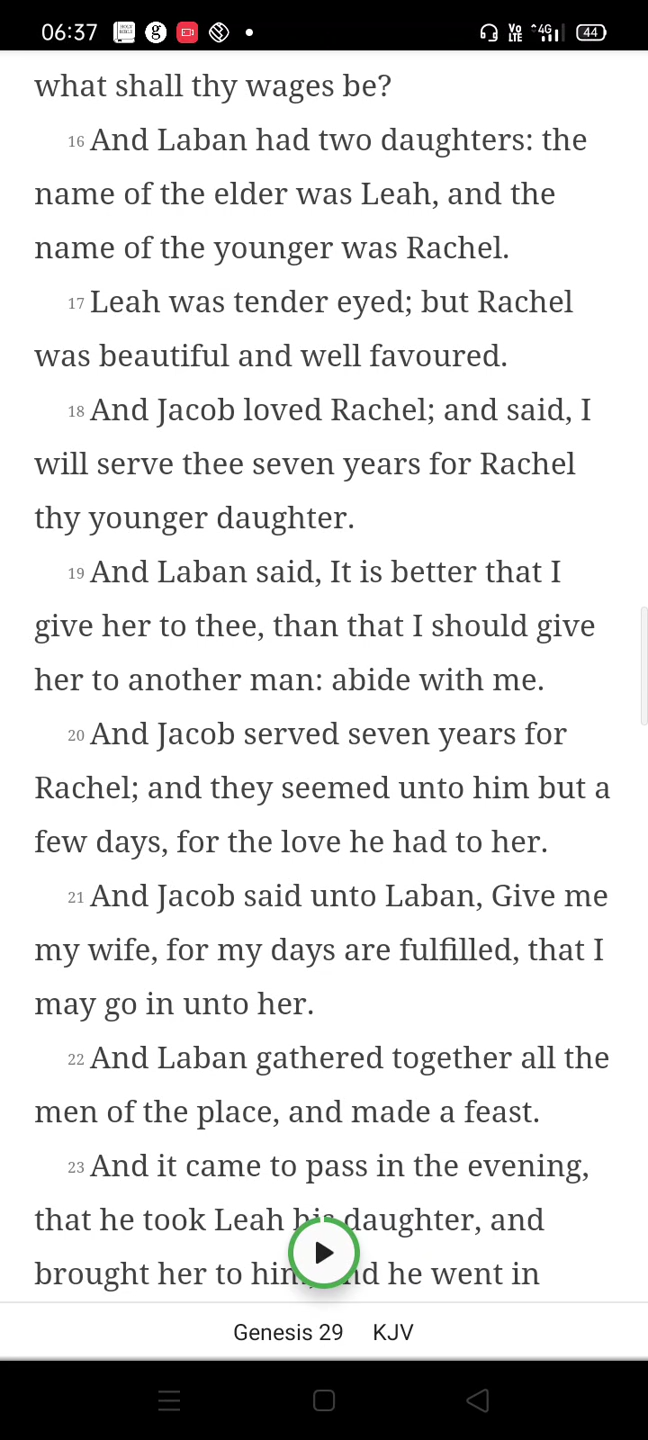 06:37 g Vo LTE 4G 44
what shall thy wages be?
16 And Laban had two daughters: the
name of the elder was Leah, and the
name of the younger was Rachel.
17 Leah was tender eyed; but Rachel
was beautiful and well favoured.
18 And Jacob loved Rachel; and said, I
will serve thee seven years for Rachel
thy younger daughter.
19 And Laban said, It is better that I
give her to thee, than that I should give
her to another man: abide with me.
20 And Jacob served seven years for
Rachel; and they seemed unto him but a
few days, for the love he had to her.
21 And Jacob said unto Laban, Give me
my wife, for my days are fulfilled, that I
may go in unto her.
22 And Laban gathered together all the
men of the place, and made a feast.
23 And it came to pass in the evening,
that he took Leah his daughter, and
brought her to him, and he went in
Genesis 29 KJV